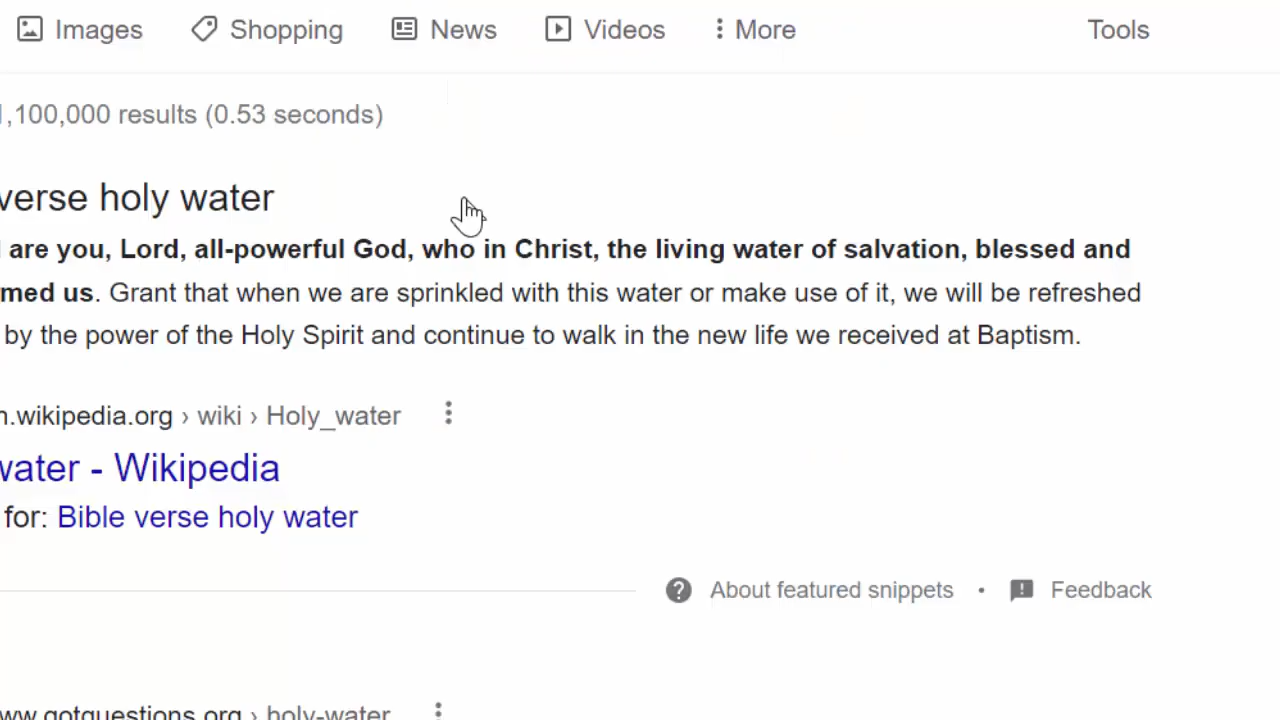 Images Shopping News Videos More Tools
,100,000 results (0.53 seconds)
verse holy water
are you, Lord, all-powerful God, who in Christ, the living water of salvation, blessed and
med us. Grant that when we are sprinkled with this water or make use of it, we will be refreshed
by the power of the Holy Spirit and continue to walk in the new life we received at Baptism.
.wikipedia.org › wiki › Holy_water
water - Wikipedia
for: Bible verse holy water
About featured snippets • Feedback
ww.gotquestions.org › holy-water